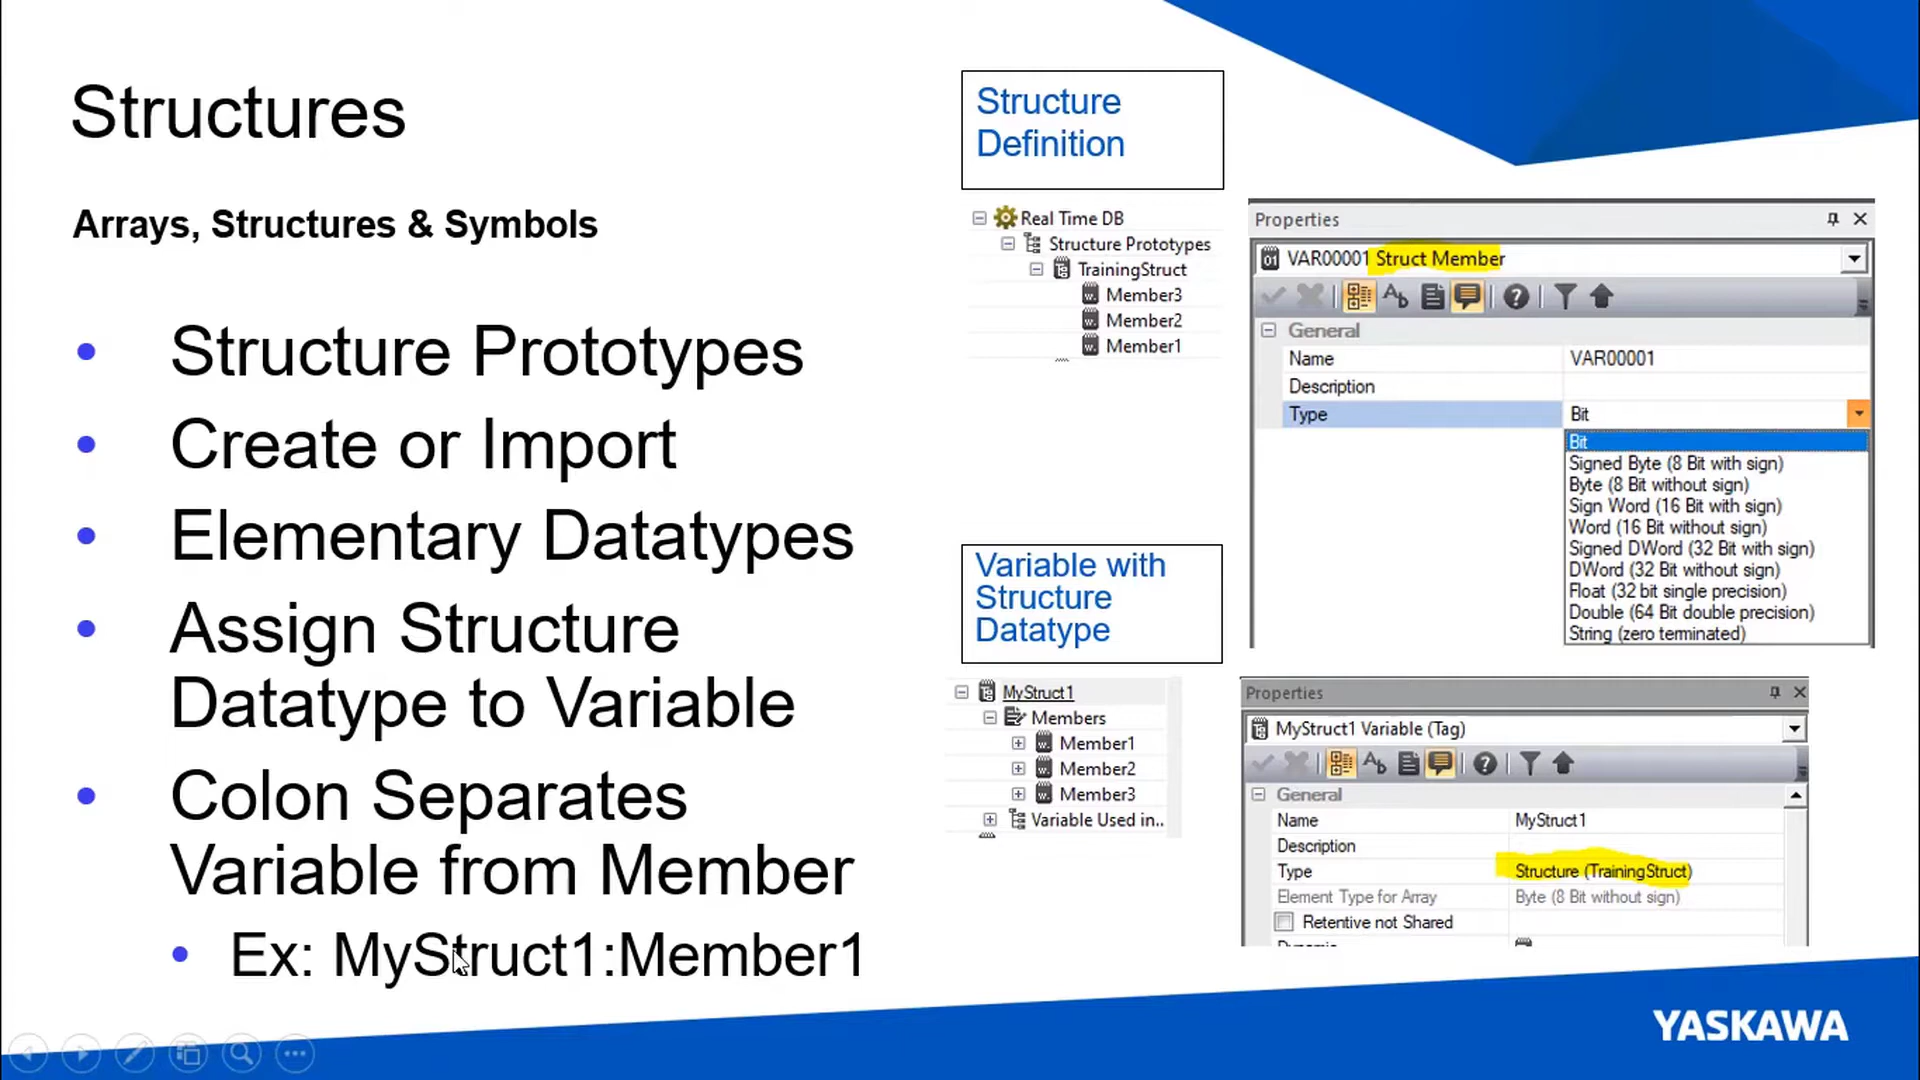 Structures
Arrays, Structures & Symbols
• Structure Prototypes
• Create or Import
• Elementary Datatypes
• Assign Structure
Datatype to Variable
• Colon Separates
Variable from Member
• Ex: MyStruct1:Member1
Structure
Definition
Real Time DB
Structure Prototypes
TrainingStruct
Member3
Member2
Member1
Properties
VAR00001 Struct Member
General
Name VAR00001
Description
Type Bit
Bit
Signed Byte (8 Bit with sign)
Byte (8 Bit without sign)
Sign Word (16 Bit with sign)
Word (16 Bit without sign)
Signed DWord (32 Bit with sign)
DWord (32 Bit without sign)
Float (32 bit single precision)
Double (64 Bit double precision)
String (zero terminated)
Variable with
Structure
Datatype
MyStruct1
Members
Member1
Member2
Member3
Variable Used in..
Properties
MyStruct1 Variable (Tag)
General
Name MyStruct1
Description
Type Structure (TrainingStruct)
Element Type for Array Byte (8 Bit without sign)
Retentive not Shared
YASKAWA